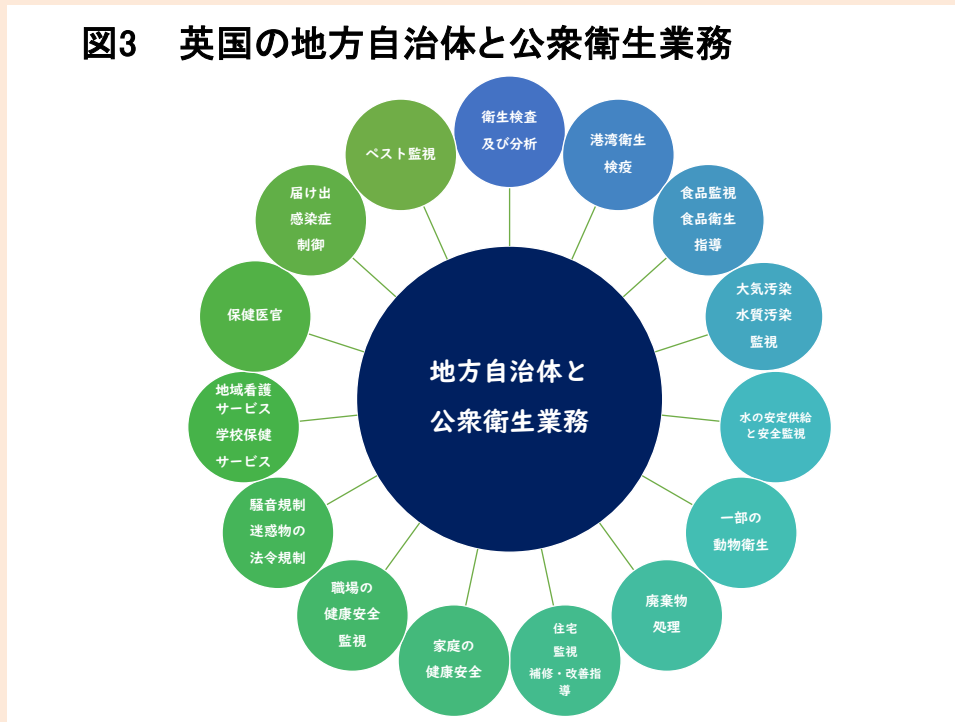 図3　英国の地方自治体と公衆衛生業務
地方自治体と
公衆衛生業務
衛生検査
及び分析
港湾衛生
検疫
食品監視
食品衛生
指導
大気汚染
水質汚染
監視
水の安定供給
と安全監視
一部の
動物衛生
廃棄物
処理
住宅
監視
補修・改善指
導
家庭の
健康安全
職場の
健康安全
監視
騒音規制
迷惑物の
法令規制
地域看護
サービス
学校保健
サービス
保健医官
届け出
感染症
制御
ペスト監視